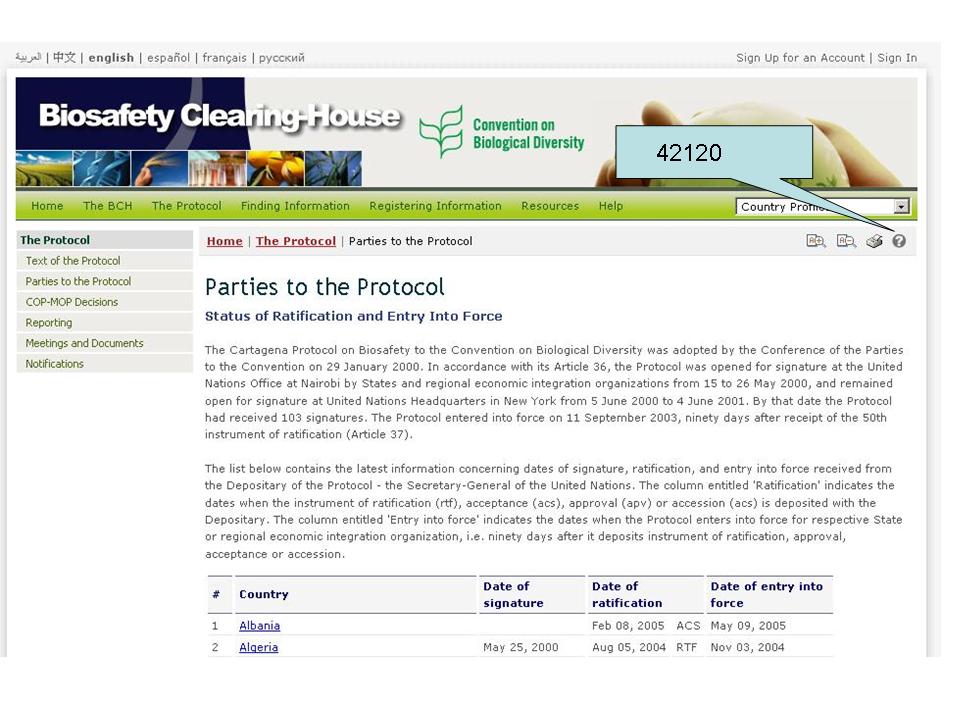 العربية | 中文 | english | español | français | русский
Sign Up for an Account | Sign In
Biosafety Clearing-House
Convention on
Biological Diversity
42120
Home The BCH The Protocol Finding Information Registering Information Resources Help
Country
The Protocol
Text of the Protocol
Parties to the Protocol
COP-MOP Decisions
Reporting
Meetings and Documents
Notifications
Home | The Protocol | Parties to the Protocol
Parties to the Protocol
Status of Ratification and Entry Into Force
The Cartagena Protocol on Biosafety to the Convention on Biological Diversity was adopted by the Conference of the Parties
to the Convention on 29 January 2000. In accordance with its Article 36, the Protocol was opened for signature at the United
Nations Office at Nairobi by States and regional economic integration organizations from 15 to 26 May 2000, and remained
open for signature at United Nations Headquarters in New York from 5 June 2000 to 4 June 2001. By that date the Protocol
had received 103 signatures. The Protocol entered into force on 11 September 2003, ninety days after receipt of the 50th
instrument of ratification (Article 37).
The list below contains the latest information concerning dates of signature, ratification, and entry into force received from
the Depositary of the Protocol - the Secretary-General of the United Nations. The column entitled 'Ratification' indicates the
dates when the instrument of ratification (rtf), acceptance (acs), approval (apv) or accession (acs) is deposited with the
Depositary. The column entitled 'Entry into force' indicates the dates when the Protocol enters into force for respective State
or regional economic integration organization, i.e. ninety days after it deposits instrument of ratification, approval,
acceptance or accession.
# Country Date of signature Date of ratification Date of entry into force
1 Albania Feb 08, 2005 ACS May 09, 2005
2 Algeria May 25, 2000 Aug 05, 2004 RTF Nov 03, 2004